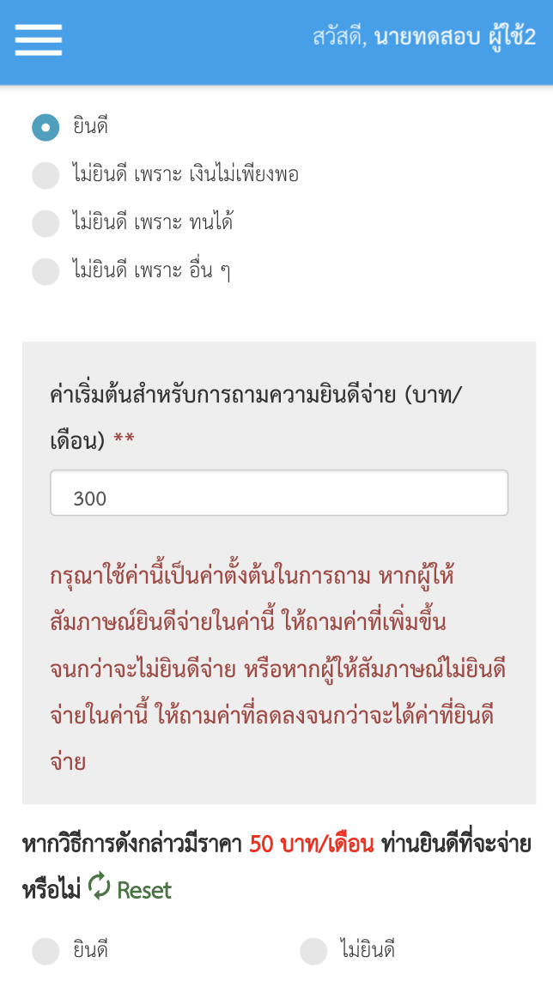 สวัสดี, นายทดสอบ ผู้ใช้2
ยินดี
ไม่ยินดี เพราะ เงินไม่เพียงพอ
ไม่ยินดี เพราะ ทนได้
ไม่ยินดี เพราะ อื่น ๆ
ค่าเริ่มต้นสำหรับการถามความยินดีจ่าย (บาท/
เดือน) **
300
กรุณาใช้ค่านี้เป็นค่าตั้งต้นในการถาม หากผู้ให้
สัมภาษณ์ยินดีจ่ายในค่านี้ ให้ถามค่าที่เพิ่มขึ้น
จนกว่าจะไม่ยินดีจ่าย หรือหากผู้ให้สัมภาษณ์ไม่ยินดี
จ่ายในค่านี้ ให้ถามค่าที่ลดลงจนกว่าจะได้ค่าที่ยินดี
จ่าย
หากวิธีการดังกล่าวมีราคา 50 บาท/เดือน ท่านยินดีที่จะจ่าย
หรือไม่ Reset
ยินดี ไม่ยินดี